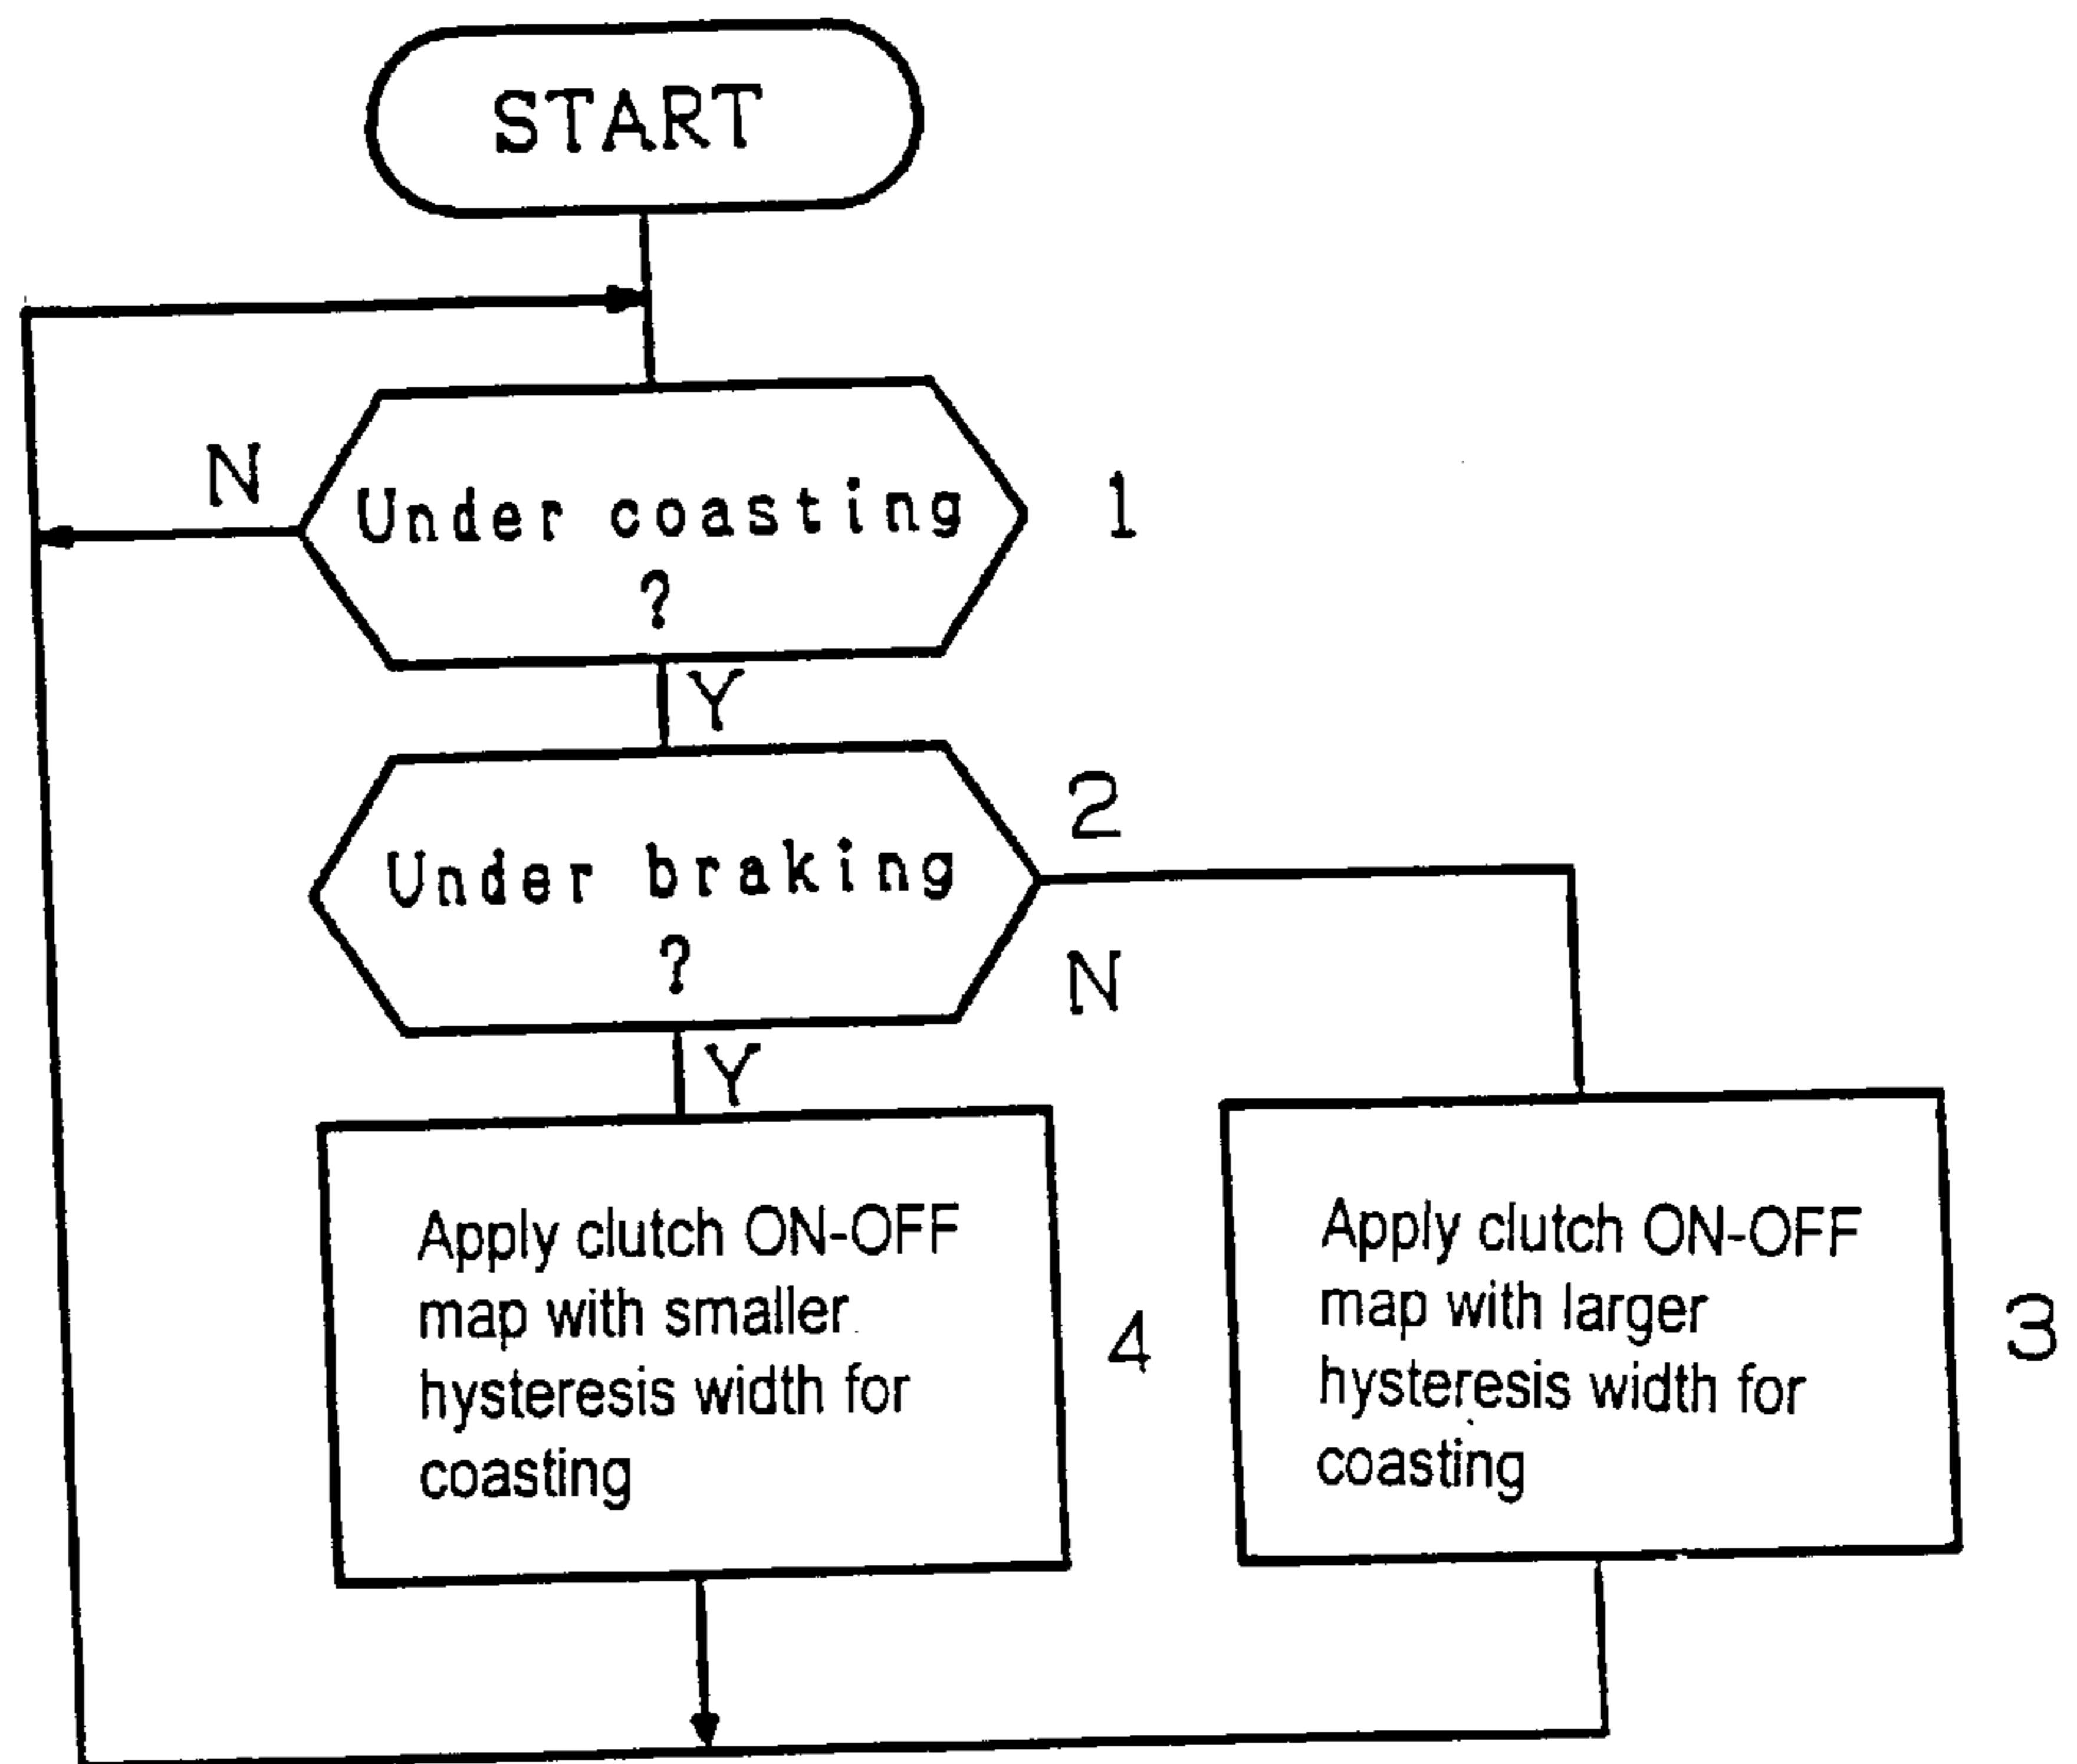 START
N
Under coasting
?
1
Y
2
Under braking
?
N
Y
Apply clutch ON-OFF
map with smaller
hysteresis width for
coasting
4
Apply clutch ON-OFF
map with larger
hysteresis width for
coasting
3